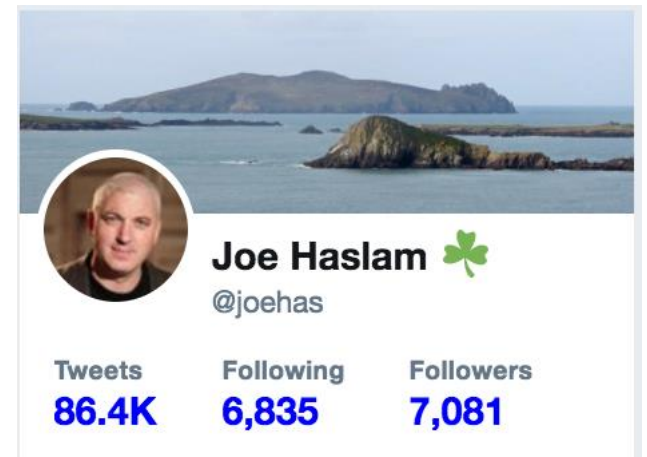 Joe Haslam ☘
@joehas
Tweets Following Followers
86.4K 6,835 7,081